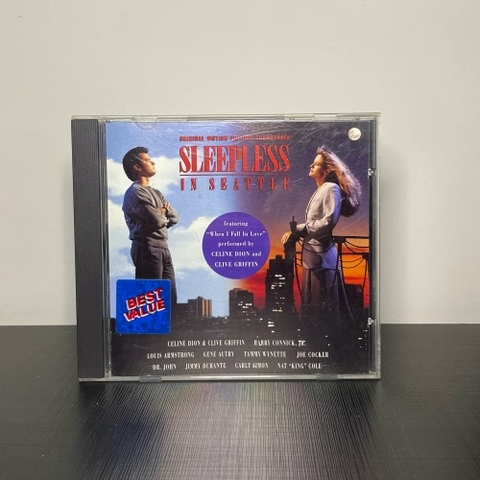 ORIGINAL MOTION PICTURE SOUNDTRACK
SLEEPLESS
IN SEATTLE
featuring
"When I Fall In Love"
performed by
CELINE DION and
CLIVE GRIFFIN
BEST
VALUE
CELINE DION & CLIVE GRIFFIN HARRY CONNICK, JR.
LOUIS ARMSTRONG GENE AUTRY TAMMY WYNETTE JOE COCKER
DR. JOHN JIMMY DURANTE CARLY SIMON NAT "KING" COLE